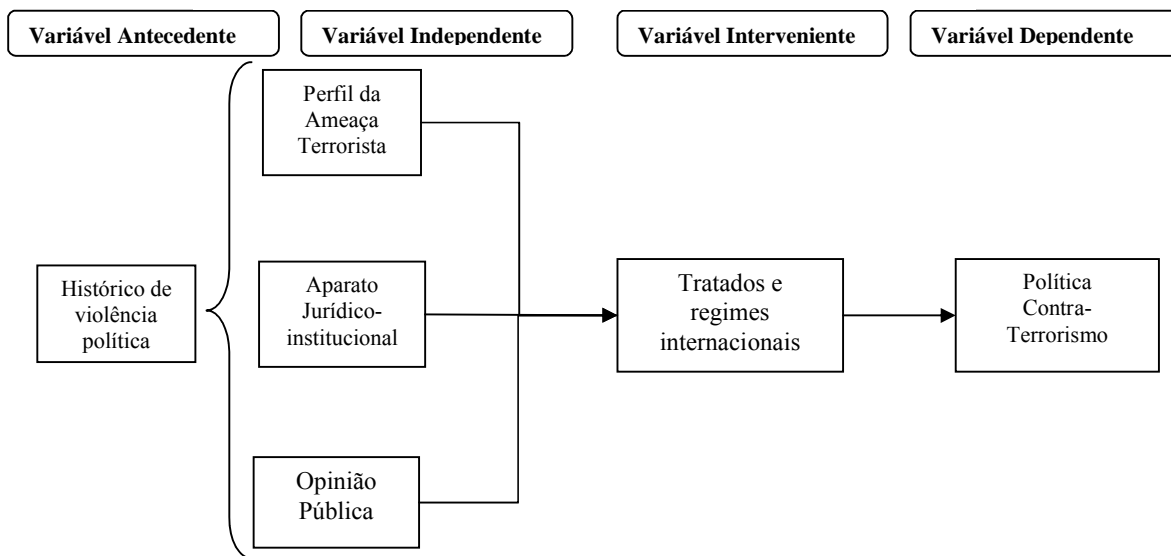 Variável Antecedente
Variável Independente
Variável Interveniente
Variável Dependente
Perfil da
Ameaça
Terrorista
Histórico de
violência
política
Aparato
Jurídico-
institucional
Tratados e
regimes
internacionais
Política
Contra-
Terrorismo
Opinião
Pública